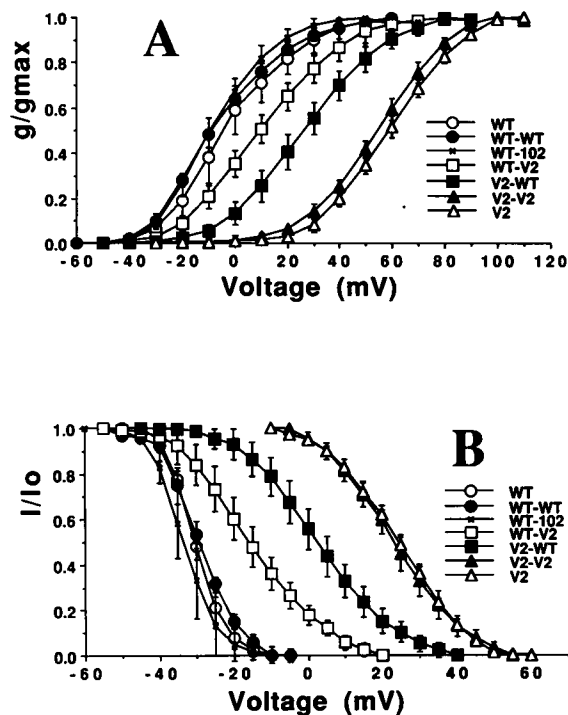 A
g/gmax
1.0
0.8
0.6
0.4
0.2
0.0
WT
WT-WT
WT-102
WT-V2
V2-WT
V2-V2
V2
-60 -40 -20 0 20 40 60 80 100 120
Voltage (mV)
B
I/Io
1.0
0.8
0.6
0.4
0.2
0.0
WT
WT-WT
WT-102
WT-V2
V2-WT
V2-V2
V2
-60 -40 -20 0 20 40 60
Voltage (mV)